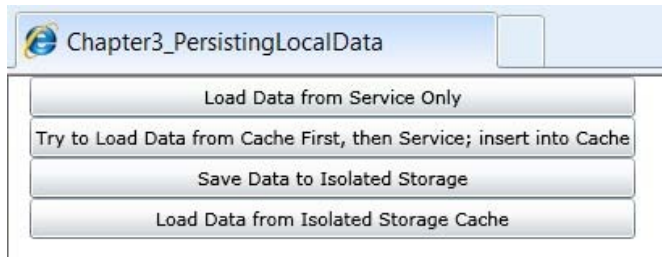 Chapter3_PersistingLocalData
Load Data from Service Only
Try to Load Data from Cache First, then Service; insert into Cache
Save Data to Isolated Storage
Load Data from Isolated Storage Cache